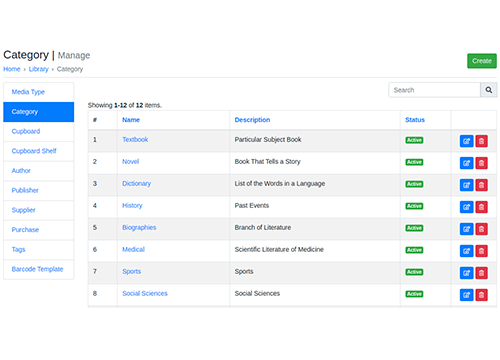 Category | Manage
Create
Home › Library › Category
Media Type
Category
Cupboard
Cupboard Shelf
Author
Publisher
Supplier
Purchase
Tags
Barcode Template
Search
Showing 1-12 of 12 items.
# Name Description Status
1 Textbook Particular Subject Book Active
2 Novel Book That Tells a Story Active
3 Dictionary List of the Words in a Language Active
4 History Past Events Active
5 Biographies Branch of Literature Active
6 Medical Scientific Literature of Medicine Active
7 Sports Sports Active
8 Social Sciences Social Sciences Active